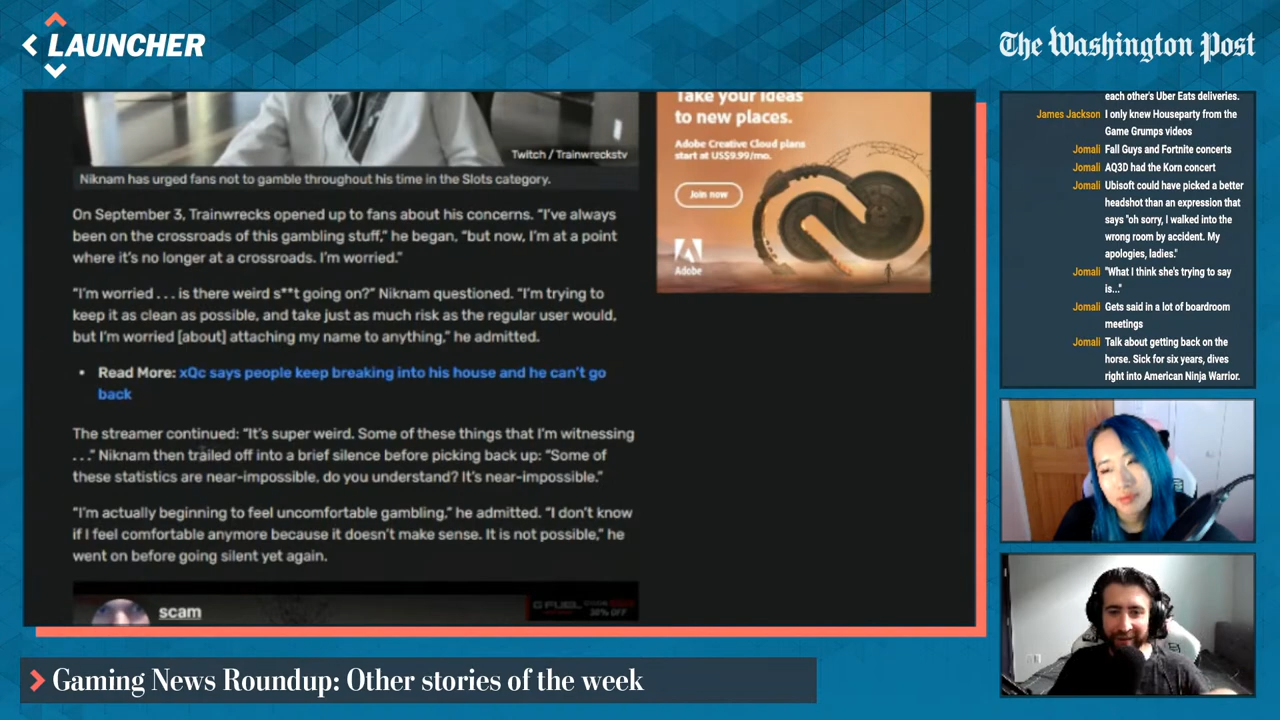 LAUNCHER
The Washington Post
Twitch / Trainwreckstv
Niknam has urged fans not to gamble throughout his time in the Slots category.
On September 3, Trainwrecks opened up to fans about his concerns. “I’ve always
been on the crossroads of this gambling stuff,” he began, “but now, I’m at a point
where it’s no longer at a crossroads. I’m worried.”
“I’m worried . . . is there weird s**t going on?” Niknam questioned. “I’m trying to
keep it as clean as possible, and take just as much risk as the regular user would,
but I’m worried [about] attaching my name to anything,” he admitted.
• Read More: xQc says people keep breaking into his house and he can’t go
back
The streamer continued: “It’s super weird. Some of these things that I’m witnessing
. . .” Niknam then trailed off into a brief silence before picking back up: “Some of
these statistics are near-impossible, do you understand? It’s near-impossible.”
“I’m actually beginning to feel uncomfortable gambling,” he admitted. “I don’t know
if I feel comfortable anymore because it doesn’t make sense. It is not possible,” he
went on before going silent yet again.
scam
G FUEL
30% OFF
Take your ideas
to new places.
Adobe Creative Cloud plans
start at US$9.99/mo.
Join now
Adobe
each other's Uber Eats deliveries.
James Jackson I only knew Houseparty from the
Game Grumps videos
Jomali Fall Guys and Fortnite concerts
Jomali AQ3D had the Korn concert
Jomali Ubisoft could have picked a better
headshot than an expression that
says "oh sorry, I walked into the
wrong room by accident. My
apologies, ladies."
Jomali "What I think she's trying to say
is..."
Jomali Gets said in a lot of boardroom
meetings
Jomali Talk about getting back on the
horse. Sick for six years, dives
right into American Ninja Warrior.
Gaming News Roundup: Other stories of the week